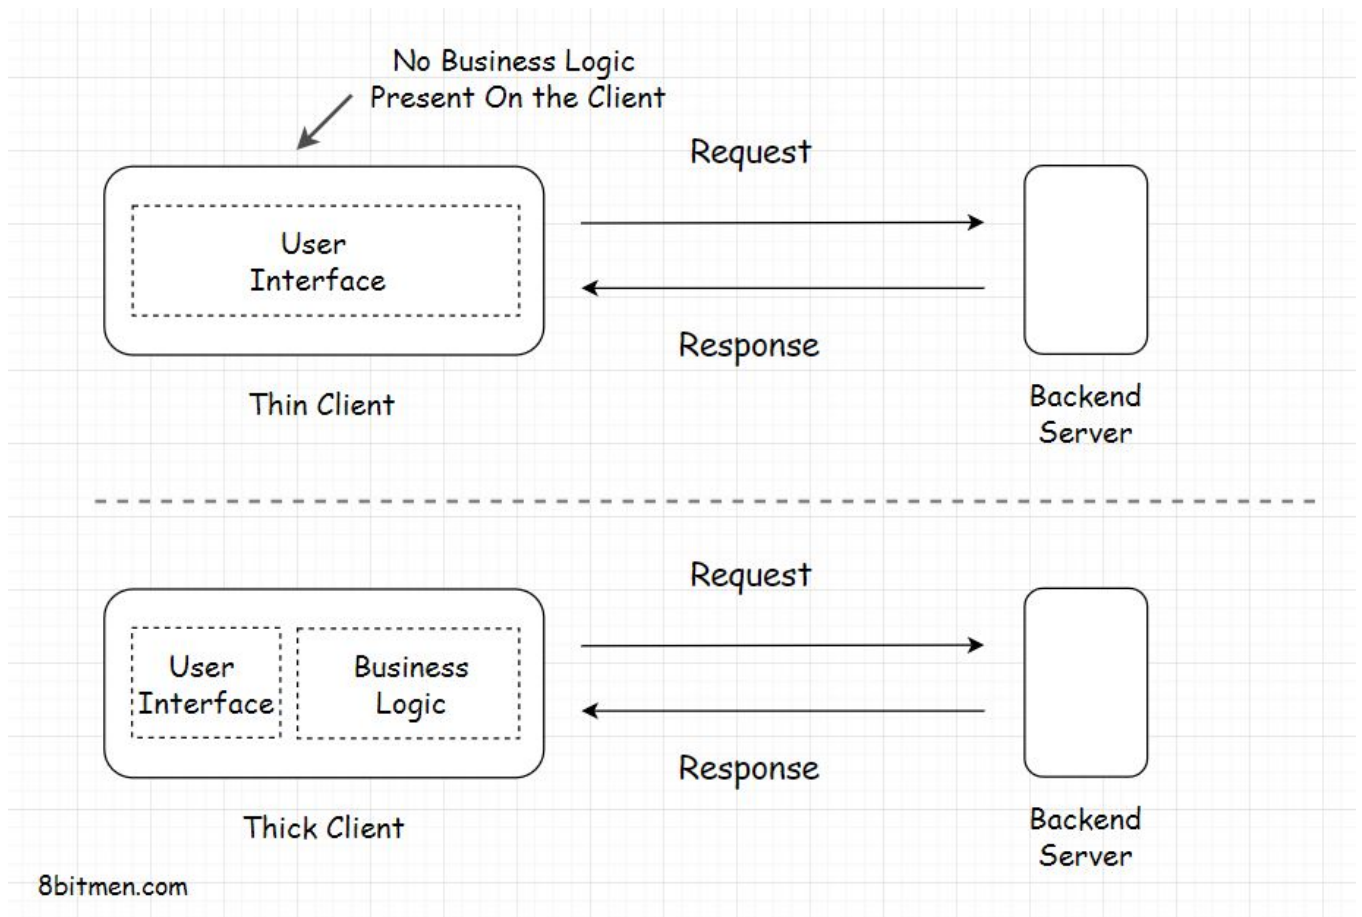 No Business Logic
Present On the Client
Request
User
Interface
Response
Thin Client
Backend
Server
Request
User
Interface
Business
Logic
Response
Thick Client
Backend
Server
8bitmen.com